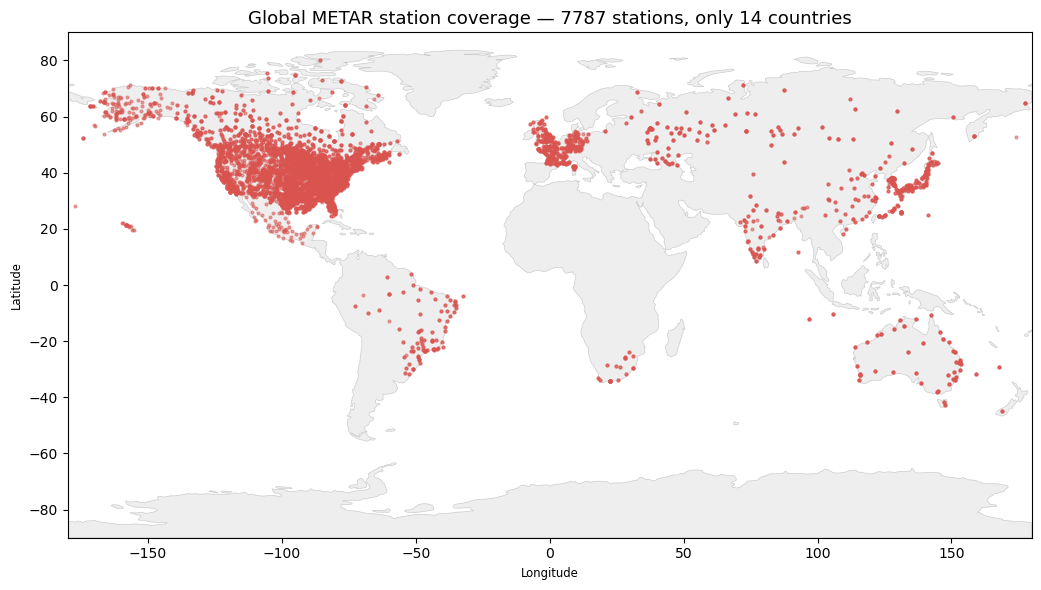 Global METAR station coverage — 7787 stations, only 14 countries
80
60
40
20
0
−20
−40
−60
−80
Latitude
−150 −100 −50 0 50 100 150
Longitude